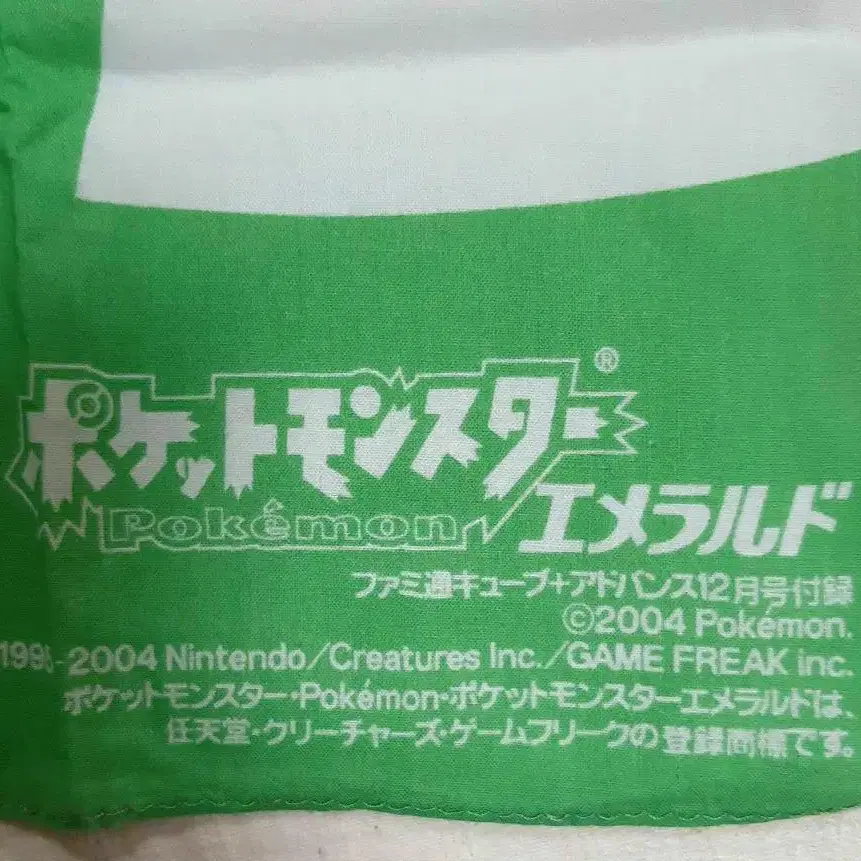 ポケットモンスター®
Pokémon エメラルド
ファミ通キューブ+アドバンス12月号付録
©2004 Pokémon.
1995-2004 Nintendo/Creatures Inc./GAME FREAK inc.
ポケットモンスター・Pokémon・ポケットモンスターエメラルドは、
任天堂・クリーチャーズ・ゲームフリークの登録商標です。